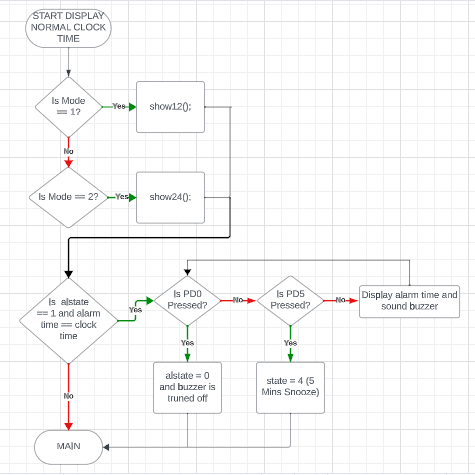 START DISPLAY
NORMAL CLOCK
TIME
Is Mode
== 1?
Yes
show12();
No
Is Mode == 2?
Yes
show24();
Is alstate
== 1 and alarm
time == clock
time
Yes
Is PD0
Pressed?
No
Is PD5
Pressed?
No
Display alarm time and
sound buzzer
Yes
Yes
alstate = 0
and buzzer is
truned off
state = 4 (5
Mins Snooze)
No
MAIN